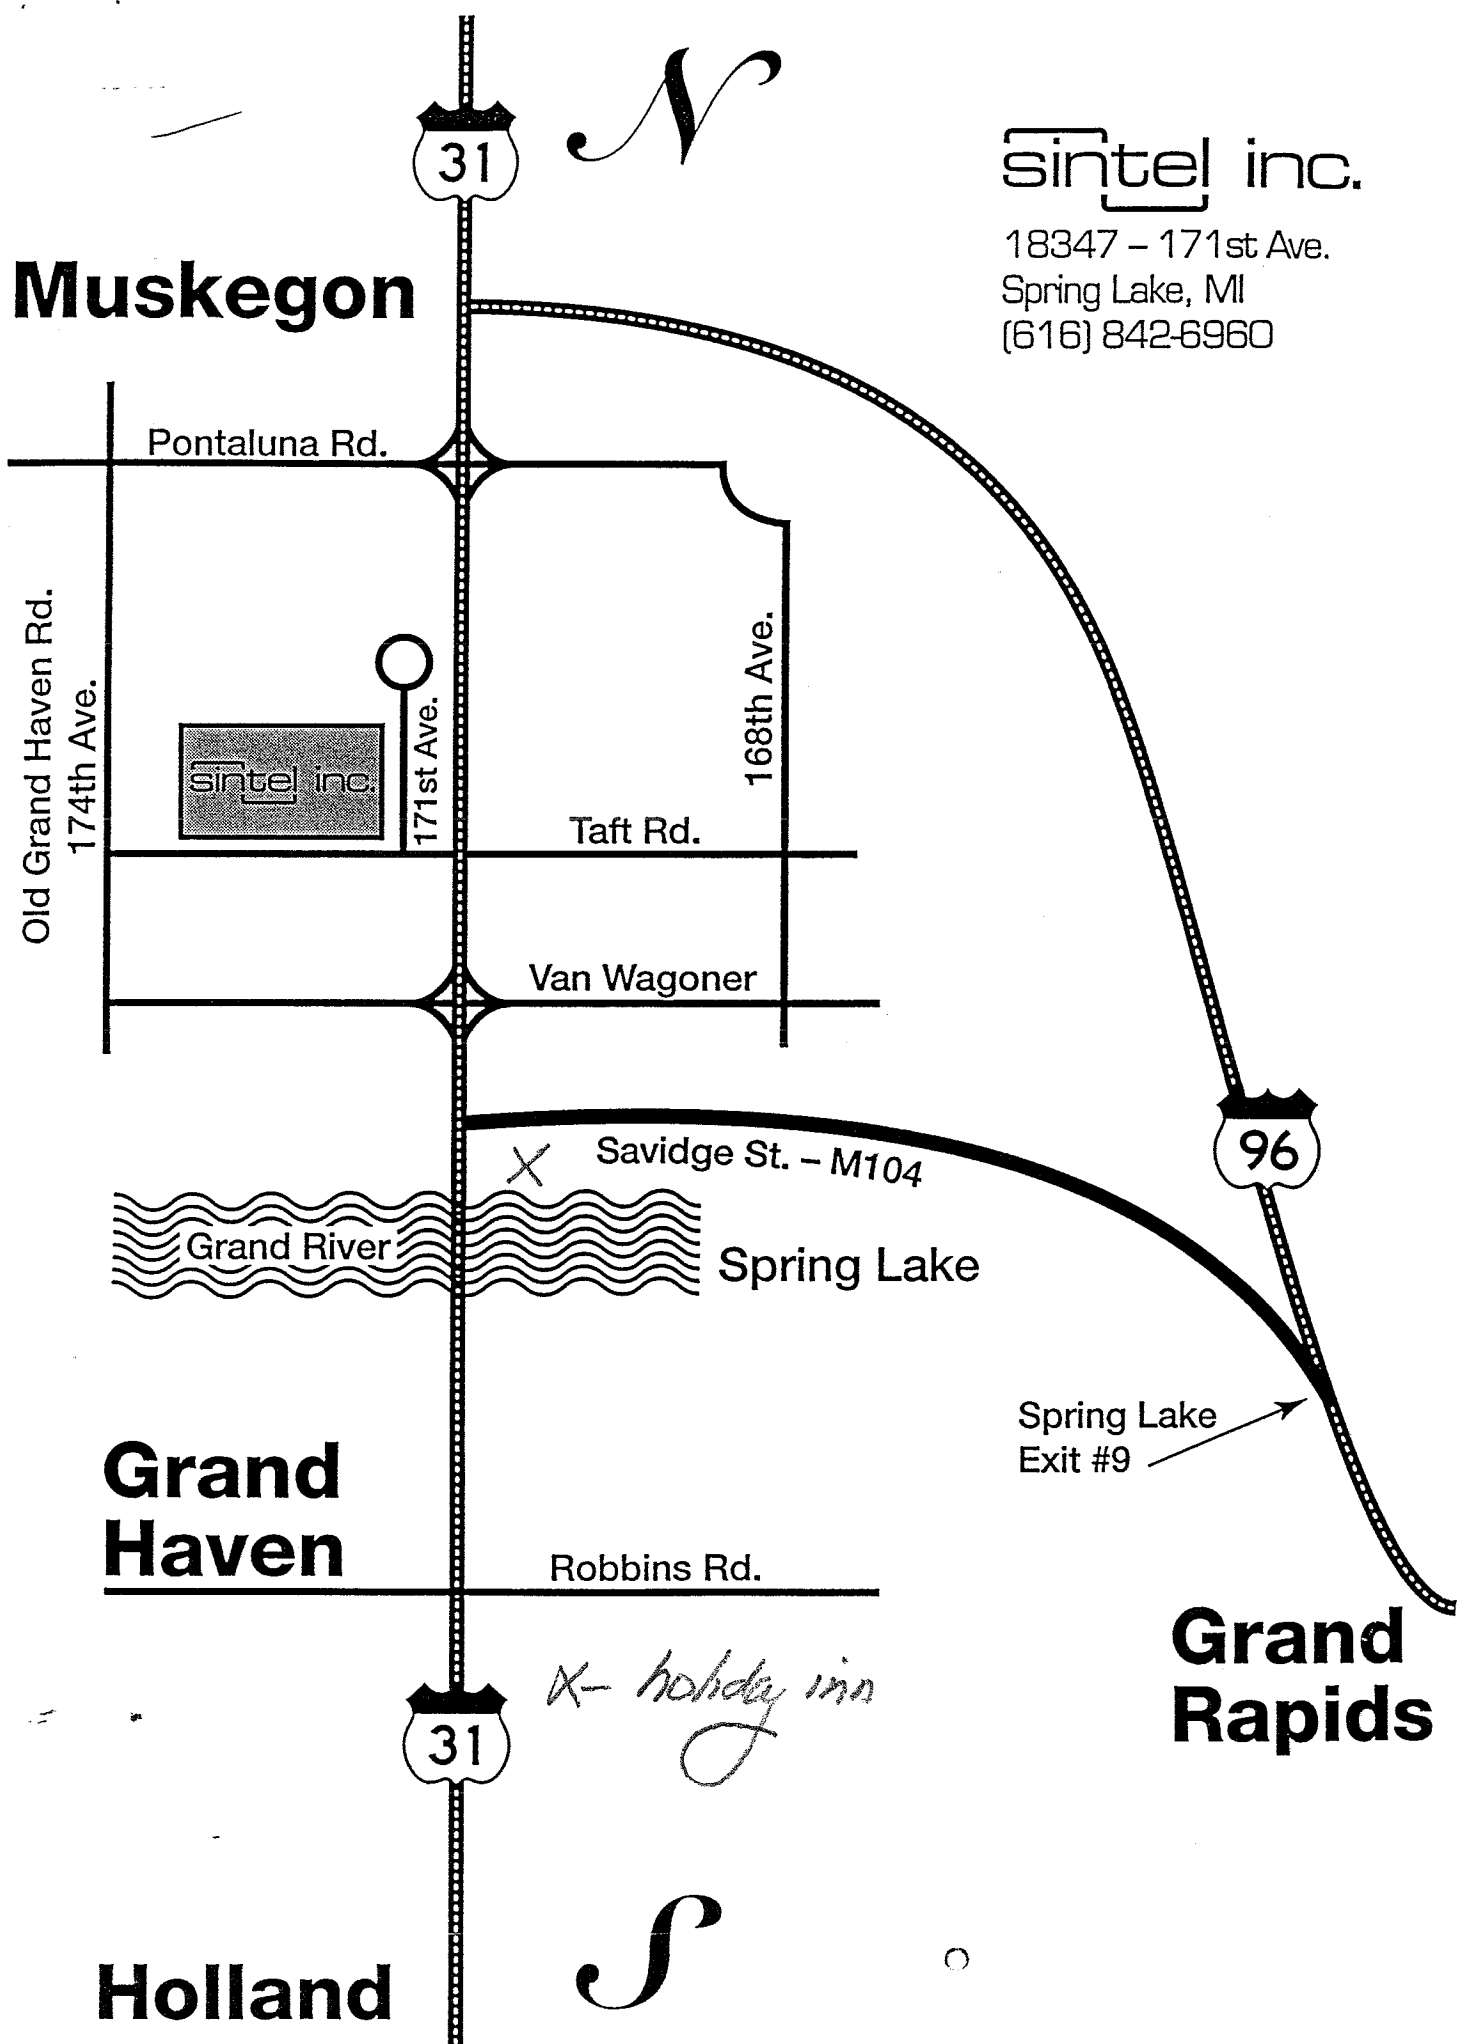 N
31
sintel inc.
18347 – 171st Ave.
Spring Lake, MI
(616) 842-6960
Muskegon
Pontaluna Rd.
Old Grand Haven Rd.
174th Ave.
171st Ave.
168th Ave.
sintel inc.
Taft Rd.
Van Wagoner
96
Savidge St. – M104
X
Grand River
Spring Lake
Spring Lake
Exit #9
Grand
Haven
Robbins Rd.
Grand
Rapids
X- holiday inn
31
S
Holland